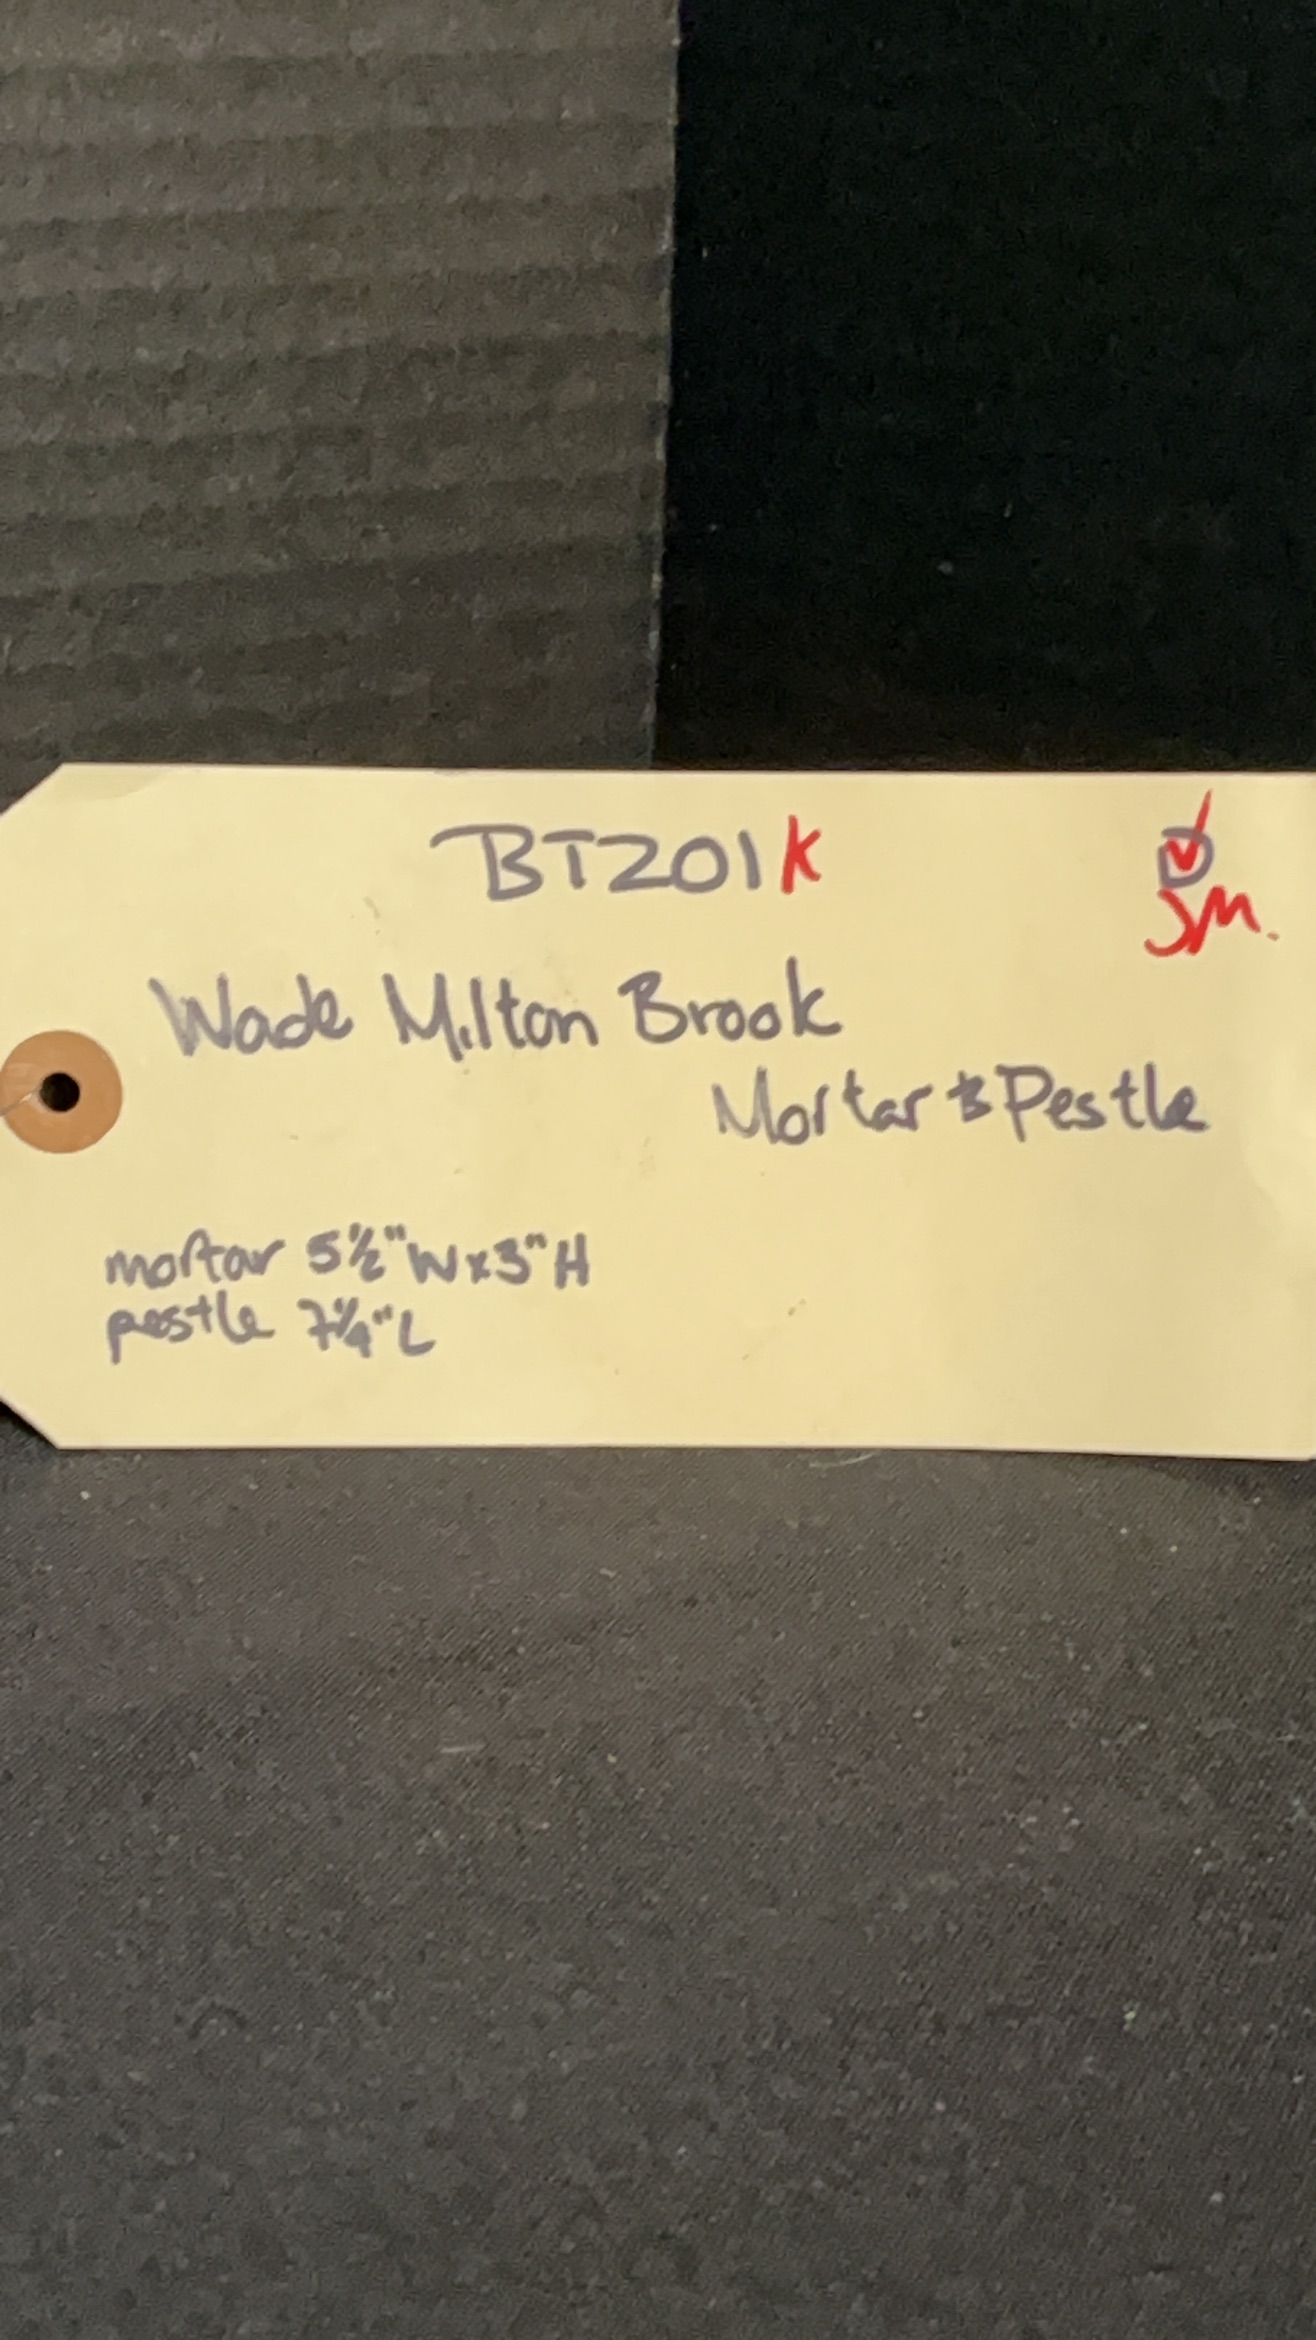 BT201K
JM.
Wade Milton Brook
Mortar & Pestle
mortar 5½"W x 3"H
pestle 7¼"L